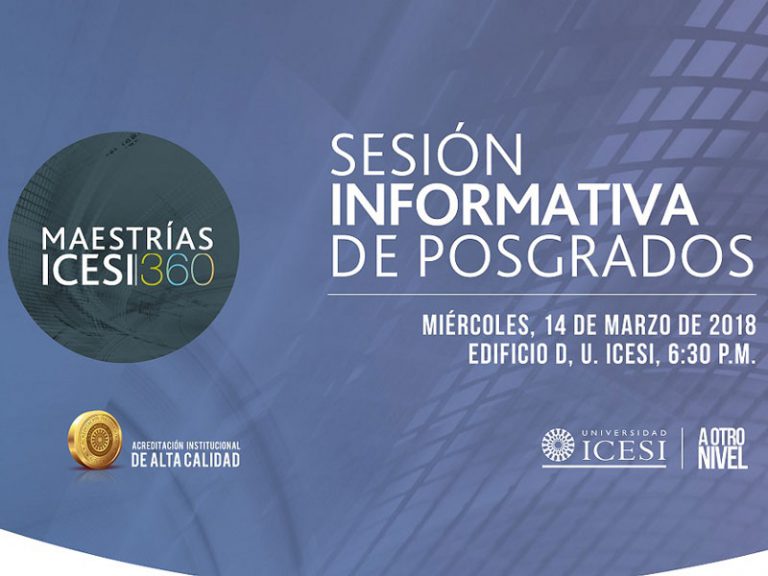 SESIÓN
INFORMATIVA
DE POSGRADOS
MAESTRÍAS
ICESI|360
MIÉRCOLES, 14 DE MARZO DE 2018
EDIFICIO D, U. ICESI, 6:30 P.M.
ACREDITACIÓN INSTITUCIONAL
DE ALTA CALIDAD
UNIVERSIDAD
ICESI
A OTRO
NIVEL